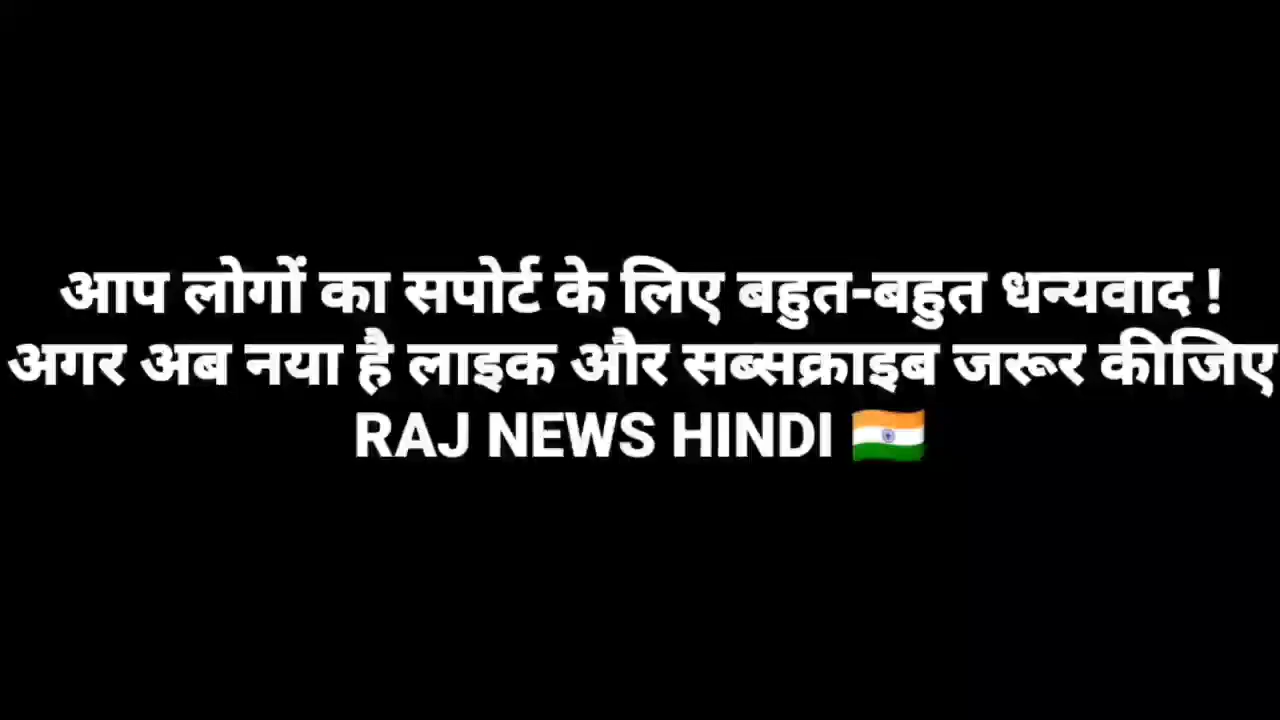 आप लोगों का सपोर्ट के लिए बहुत-बहुत धन्यवाद !
अगर अब नया है लाइक और सब्सक्राइब जरूर कीजिए
RAJ NEWS HINDI 🇮🇳